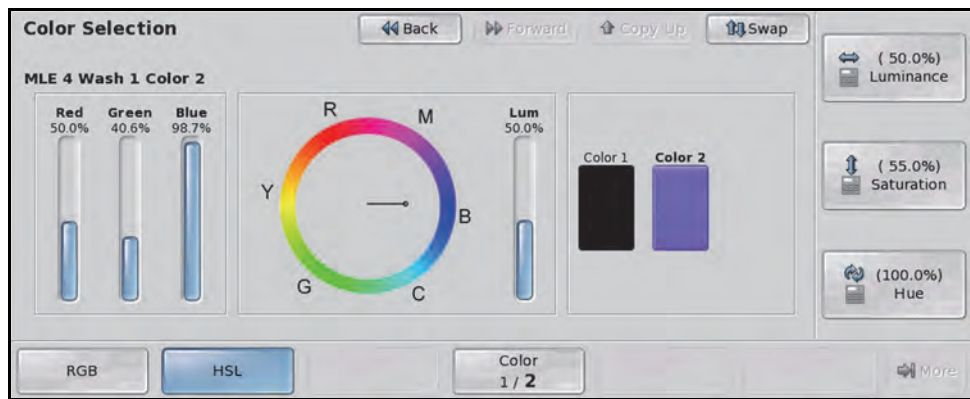 Color Selection
Back
Forward
Copy Up
Swap
MLE 4 Wash 1 Color 2
Red
50.0%
Green
40.6%
Blue
98.7%
R
M
Y
B
G
C
Lum
50.0%
Color 1
Color 2
( 50.0%)
Luminance
( 55.0%)
Saturation
(100.0%)
Hue
RGB
HSL
Color
1 / 2
More